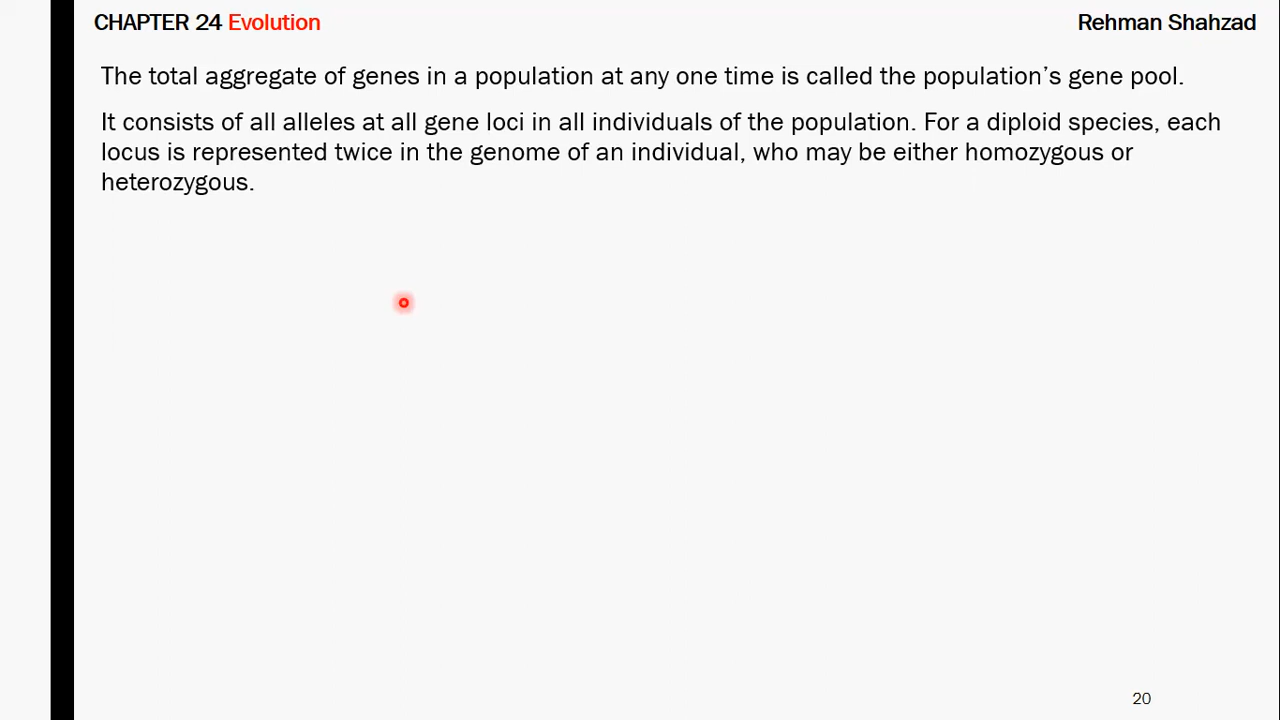 CHAPTER 24 Evolution
Rehman Shahzad
The total aggregate of genes in a population at any one time is called the population’s gene pool.
It consists of all alleles at all gene loci in all individuals of the population. For a diploid species, each
locus is represented twice in the genome of an individual, who may be either homozygous or
heterozygous.
20